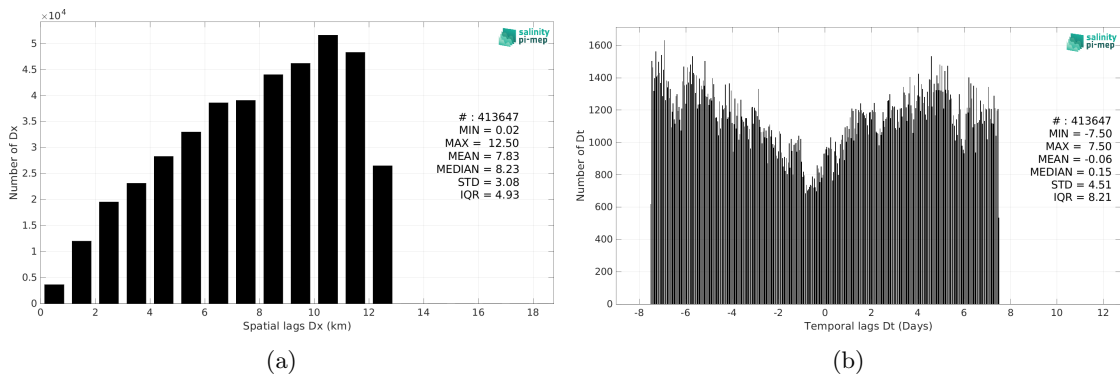 ×10⁴
5
4.5
4
3.5
3
2.5
2
1.5
1
0.5
0
Number of Dx
0 2 4 6 8 10 12 14 16 18
Spatial lags Dx (km)
salinity
pi-mep
# : 413647
MIN = 0.02
MAX = 12.50
MEAN = 7.83
MEDIAN = 8.23
STD = 3.08
IQR = 4.93
(a)
1600
1400
1200
1000
800
600
400
200
0
Number of Dt
-8 -6 -4 -2 0 2 4 6 8 10 12
Temporal lags Dt (Days)
salinity
pi-mep
# : 413647
MIN = -7.50
MAX = 7.50
MEAN = -0.06
MEDIAN = 0.15
STD = 4.51
IQR = 8.21
(b)